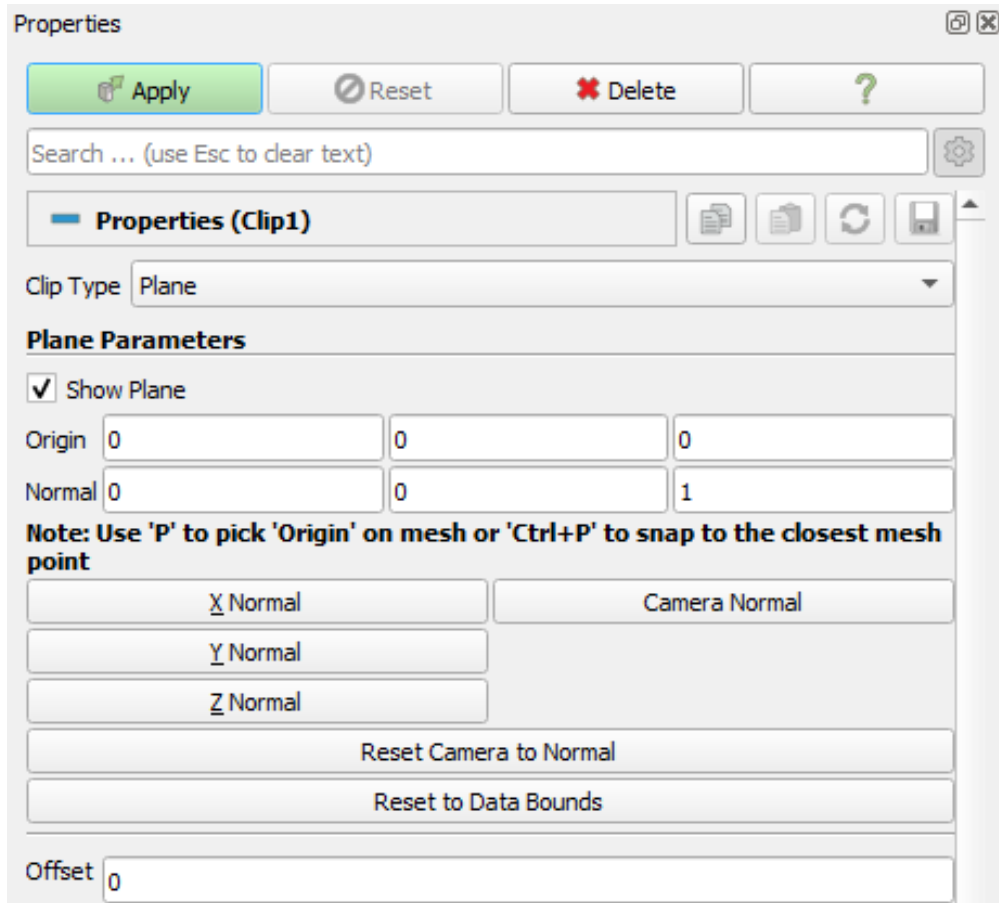 Properties
Apply Reset Delete ?
Search ... (use Esc to clear text)
Properties (Clip1)
Clip Type Plane
Plane Parameters
Show Plane
Origin 0 0 0
Normal 0 0 1
Note: Use 'P' to pick 'Origin' on mesh or 'Ctrl+P' to snap to the closest mesh
point
X Normal Camera Normal
Y Normal
Z Normal
Reset Camera to Normal
Reset to Data Bounds
Offset 0